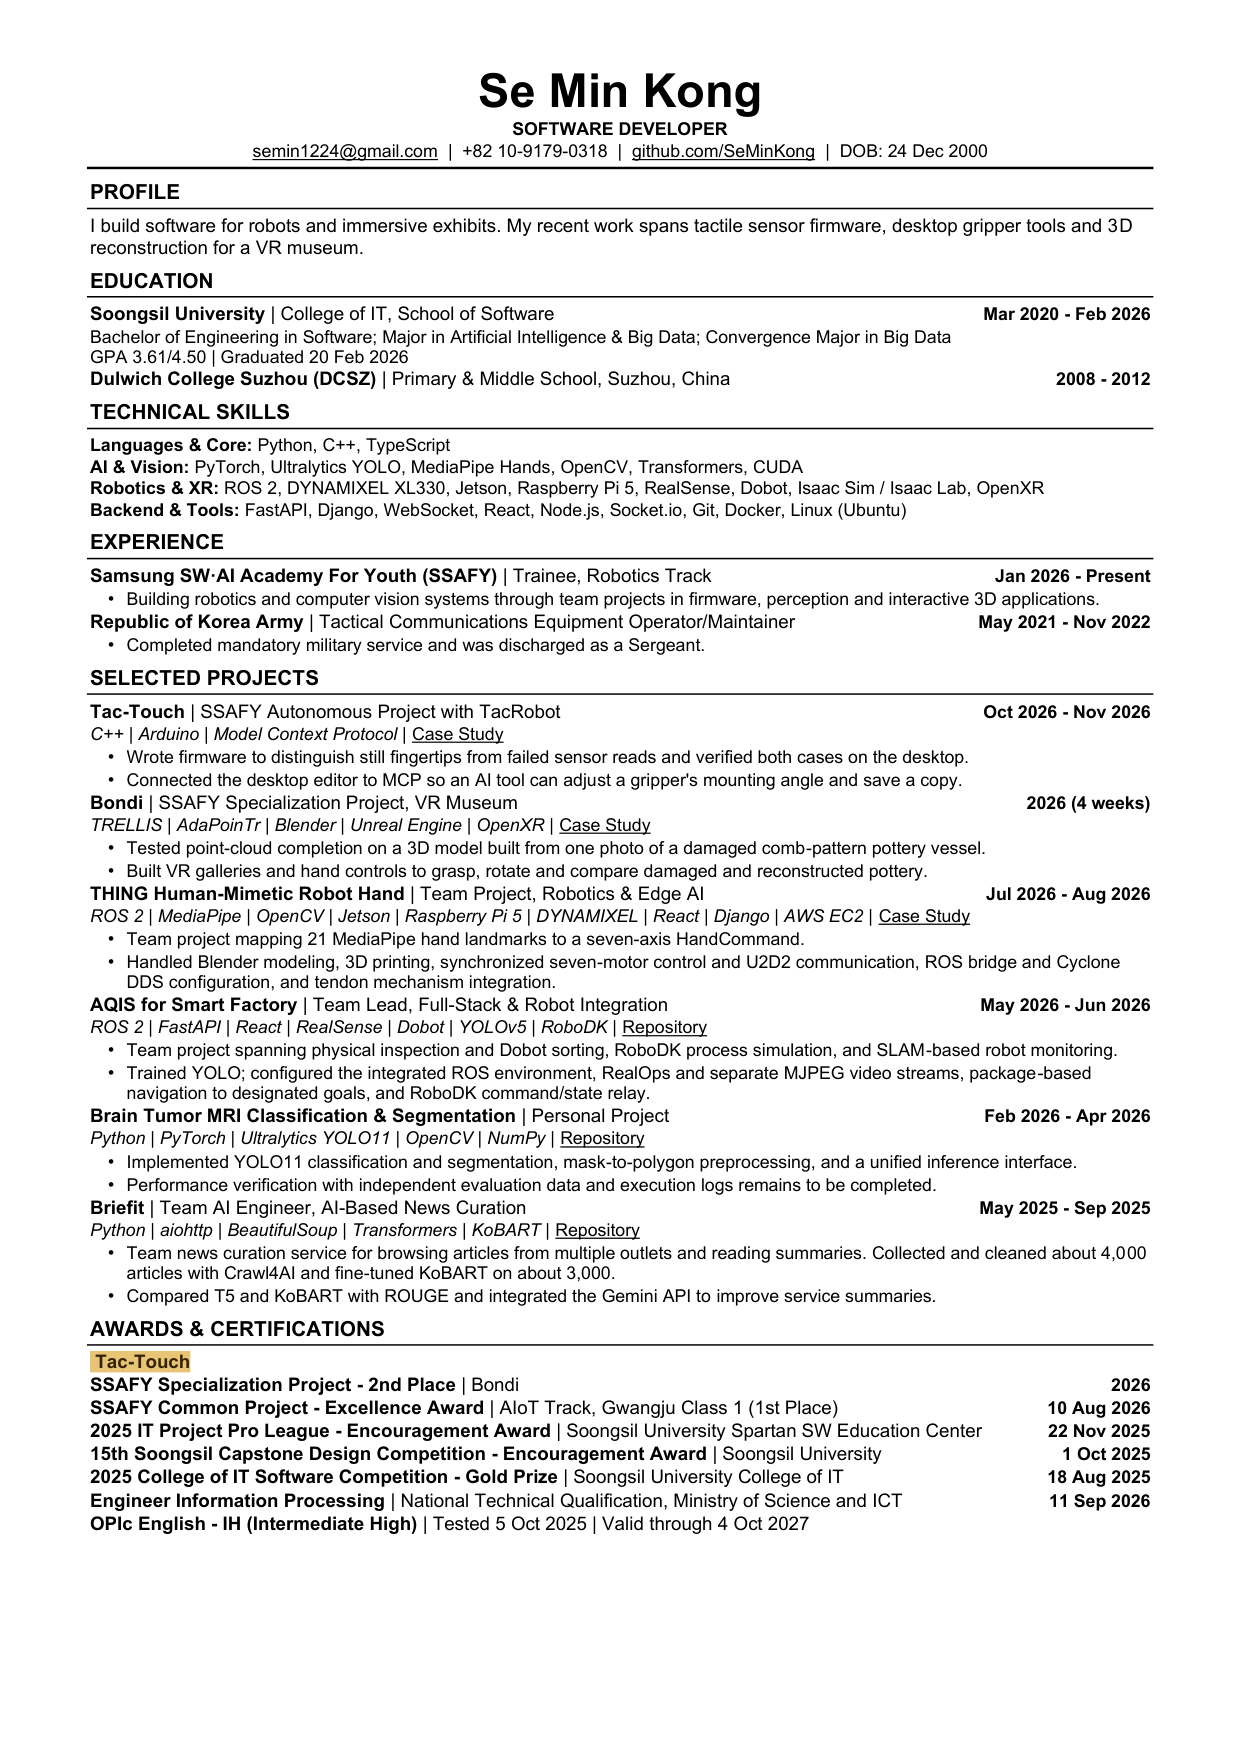 Se Min Kong
SOFTWARE DEVELOPER
semin1224@gmail.com | +82 10-9179-0318 | github.com/SeMinKong | DOB: 24 Dec 2000
PROFILE
I build software for robots and immersive exhibits. My recent work spans tactile sensor firmware, desktop gripper tools and 3D
reconstruction for a VR museum.
EDUCATION
Soongsil University | College of IT, School of Software Mar 2020 - Feb 2026
Bachelor of Engineering in Software; Major in Artificial Intelligence & Big Data; Convergence Major in Big Data
GPA 3.61/4.50 | Graduated 20 Feb 2026
Dulwich College Suzhou (DCSZ) | Primary & Middle School, Suzhou, China 2008 - 2012
TECHNICAL SKILLS
Languages & Core: Python, C++, TypeScript
AI & Vision: PyTorch, Ultralytics YOLO, MediaPipe Hands, OpenCV, Transformers, CUDA
Robotics & XR: ROS 2, DYNAMIXEL XL330, Jetson, Raspberry Pi 5, RealSense, Dobot, Isaac Sim / Isaac Lab, OpenXR
Backend & Tools: FastAPI, Django, WebSocket, React, Node.js, Socket.io, Git, Docker, Linux (Ubuntu)
EXPERIENCE
Samsung SW·AI Academy For Youth (SSAFY) | Trainee, Robotics Track Jan 2026 - Present
• Building robotics and computer vision systems through team projects in firmware, perception and interactive 3D applications.
Republic of Korea Army | Tactical Communications Equipment Operator/Maintainer May 2021 - Nov 2022
• Completed mandatory military service and was discharged as a Sergeant.
SELECTED PROJECTS
Tac-Touch | SSAFY Autonomous Project with TacRobot Oct 2026 - Nov 2026
C++ | Arduino | Model Context Protocol | Case Study
• Wrote firmware to distinguish still fingertips from failed sensor reads and verified both cases on the desktop.
• Connected the desktop editor to MCP so an AI tool can adjust a gripper's mounting angle and save a copy.
Bondi | SSAFY Specialization Project, VR Museum 2026 (4 weeks)
TRELLIS | AdaPoinTr | Blender | Unreal Engine | OpenXR | Case Study
• Tested point-cloud completion on a 3D model built from one photo of a damaged comb-pattern pottery vessel.
• Built VR galleries and hand controls to grasp, rotate and compare damaged and reconstructed pottery.
THING Human-Mimetic Robot Hand | Team Project, Robotics & Edge AI Jul 2026 - Aug 2026
ROS 2 | MediaPipe | OpenCV | Jetson | Raspberry Pi 5 | DYNAMIXEL | React | Django | AWS EC2 | Case Study
• Team project mapping 21 MediaPipe hand landmarks to a seven-axis HandCommand.
• Handled Blender modeling, 3D printing, synchronized seven-motor control and U2D2 communication, ROS bridge and Cyclone
DDS configuration, and tendon mechanism integration.
AQIS for Smart Factory | Team Lead, Full-Stack & Robot Integration May 2026 - Jun 2026
ROS 2 | FastAPI | React | RealSense | Dobot | YOLOv5 | RoboDK | Repository
• Team project spanning physical inspection and Dobot sorting, RoboDK process simulation, and SLAM-based robot monitoring.
• Trained YOLO; configured the integrated ROS environment, RealOps and separate MJPEG video streams, package-based
navigation to designated goals, and RoboDK command/state relay.
Brain Tumor MRI Classification & Segmentation | Personal Project Feb 2026 - Apr 2026
Python | PyTorch | Ultralytics YOLO11 | OpenCV | NumPy | Repository
• Implemented YOLO11 classification and segmentation, mask-to-polygon preprocessing, and a unified inference interface.
• Performance verification with independent evaluation data and execution logs remains to be completed.
Briefit | Team AI Engineer, AI-Based News Curation May 2025 - Sep 2025
Python | aiohttp | BeautifulSoup | Transformers | KoBART | Repository
• Team news curation service for browsing articles from multiple outlets and reading summaries. Collected and cleaned about 4,000
articles with Crawl4AI and fine-tuned KoBART on about 3,000.
• Compared T5 and KoBART with ROUGE and integrated the Gemini API to improve service summaries.
AWARDS & CERTIFICATIONS
Tac-Touch
SSAFY Specialization Project - 2nd Place | Bondi 2026
SSAFY Common Project - Excellence Award | AIoT Track, Gwangju Class 1 (1st Place) 10 Aug 2026
2025 IT Project Pro League - Encouragement Award | Soongsil University Spartan SW Education Center 22 Nov 2025
15th Soongsil Capstone Design Competition - Encouragement Award | Soongsil University 1 Oct 2025
2025 College of IT Software Competition - Gold Prize | Soongsil University College of IT 18 Aug 2025
Engineer Information Processing | National Technical Qualification, Ministry of Science and ICT 11 Sep 2026
OPIc English - IH (Intermediate High) | Tested 5 Oct 2025 | Valid through 4 Oct 2027